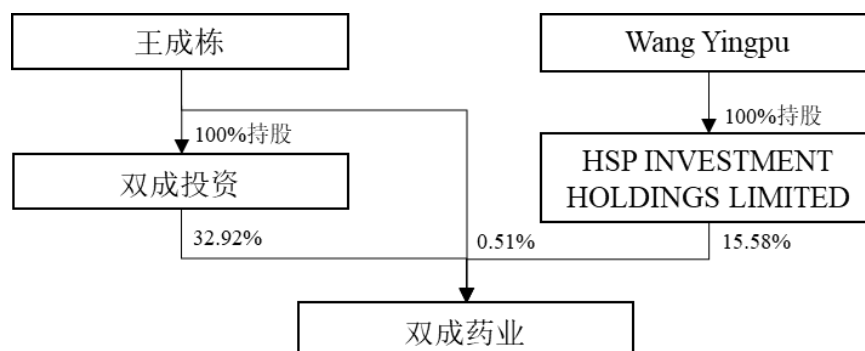 王成栋
Wang Yingpu
100%持股
100%持股
双成投资
HSP INVESTMENT
HOLDINGS LIMITED
32.92%
0.51%
15.58%
双成药业